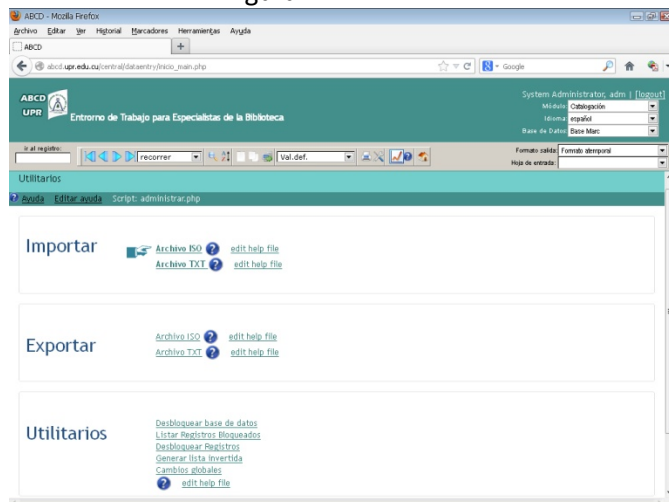 ABCD - Mozilla Firefox
Archivo Editar Ver Historial Marcadores Herramientas Ayuda
ABCD +
abcd.upr.edu.cu/central/dataentry/inicio_main.php
Google
ABCD
UPR
Entrorno de Trabajo para Especialistas de la Biblioteca
System Administrator, adm | [logout]
Módulo Catalogación
Idioma español
Base de Datos Base Marc
ir al registro:
recorrer
Val.def.
Formato salida: Formato atemporal
Hoja de entrada:
Utilitarios
Ayuda Editar ayuda Script: administrar.php
Importar
Archivo ISO ? edit help file
Archivo TXT ? edit help file
Exportar
Archivo ISO ? edit help file
Archivo TXT ? edit help file
Utilitarios
Desbloquear base de datos
Listar Registros Bloqueados
Desbloquear Registros
Generar lista invertida
Cambios globales
? edit help file